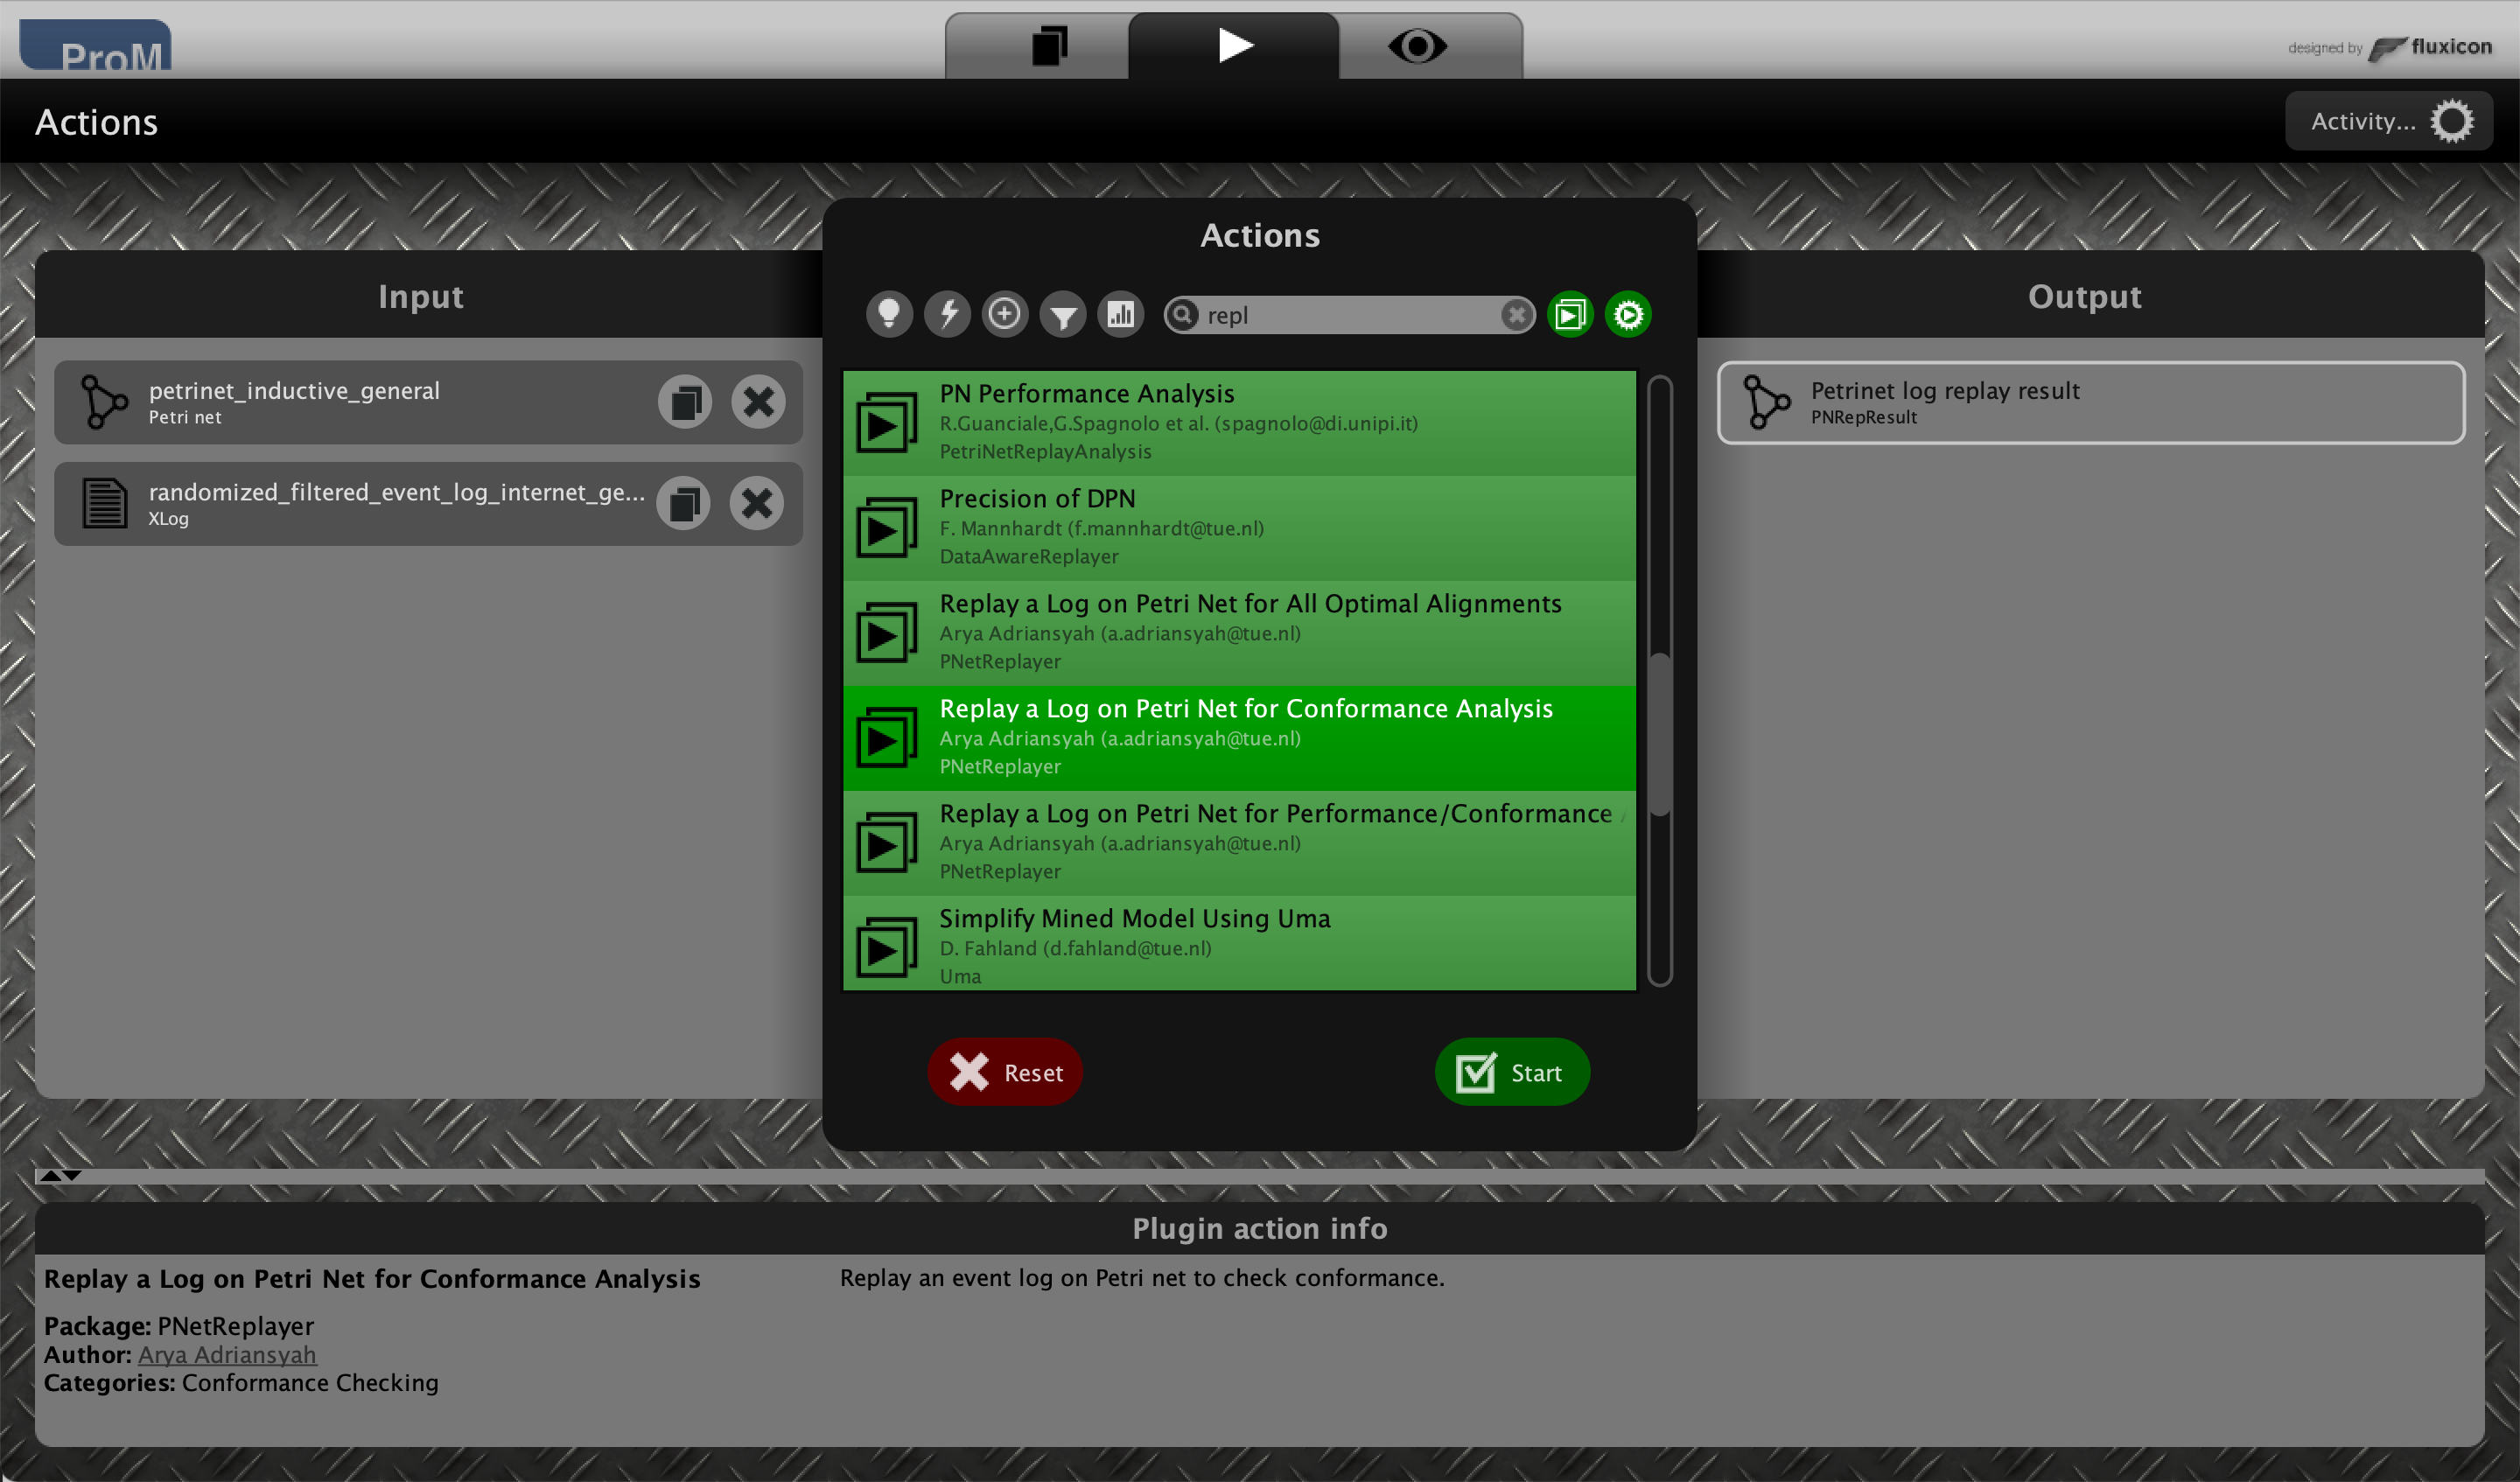 ProM
designed by fluxicon
Actions
Activity...
Actions
Input
Output
repl
petrinet_inductive_general
Petri net
randomized_filtered_event_log_internet_ge...
XLog
PN Performance Analysis
R.Guanciale,G.Spagnolo et al. (spagnolo@di.unipi.it)
PetriNetReplayAnalysis
Precision of DPN
F. Mannhardt (f.mannhardt@tue.nl)
DataAwareReplayer
Replay a Log on Petri Net for All Optimal Alignments
Arya Adriansyah (a.adriansyah@tue.nl)
PNetReplayer
Replay a Log on Petri Net for Conformance Analysis
Arya Adriansyah (a.adriansyah@tue.nl)
PNetReplayer
Replay a Log on Petri Net for Performance/Conformance
Arya Adriansyah (a.adriansyah@tue.nl)
PNetReplayer
Simplify Mined Model Using Uma
D. Fahland (d.fahland@tue.nl)
Uma
Petrinet log replay result
PNRepResult
Reset
Start
Plugin action info
Replay a Log on Petri Net for Conformance Analysis
Package: PNetReplayer
Author: Arya Adriansyah
Categories: Conformance Checking
Replay an event log on Petri net to check conformance.